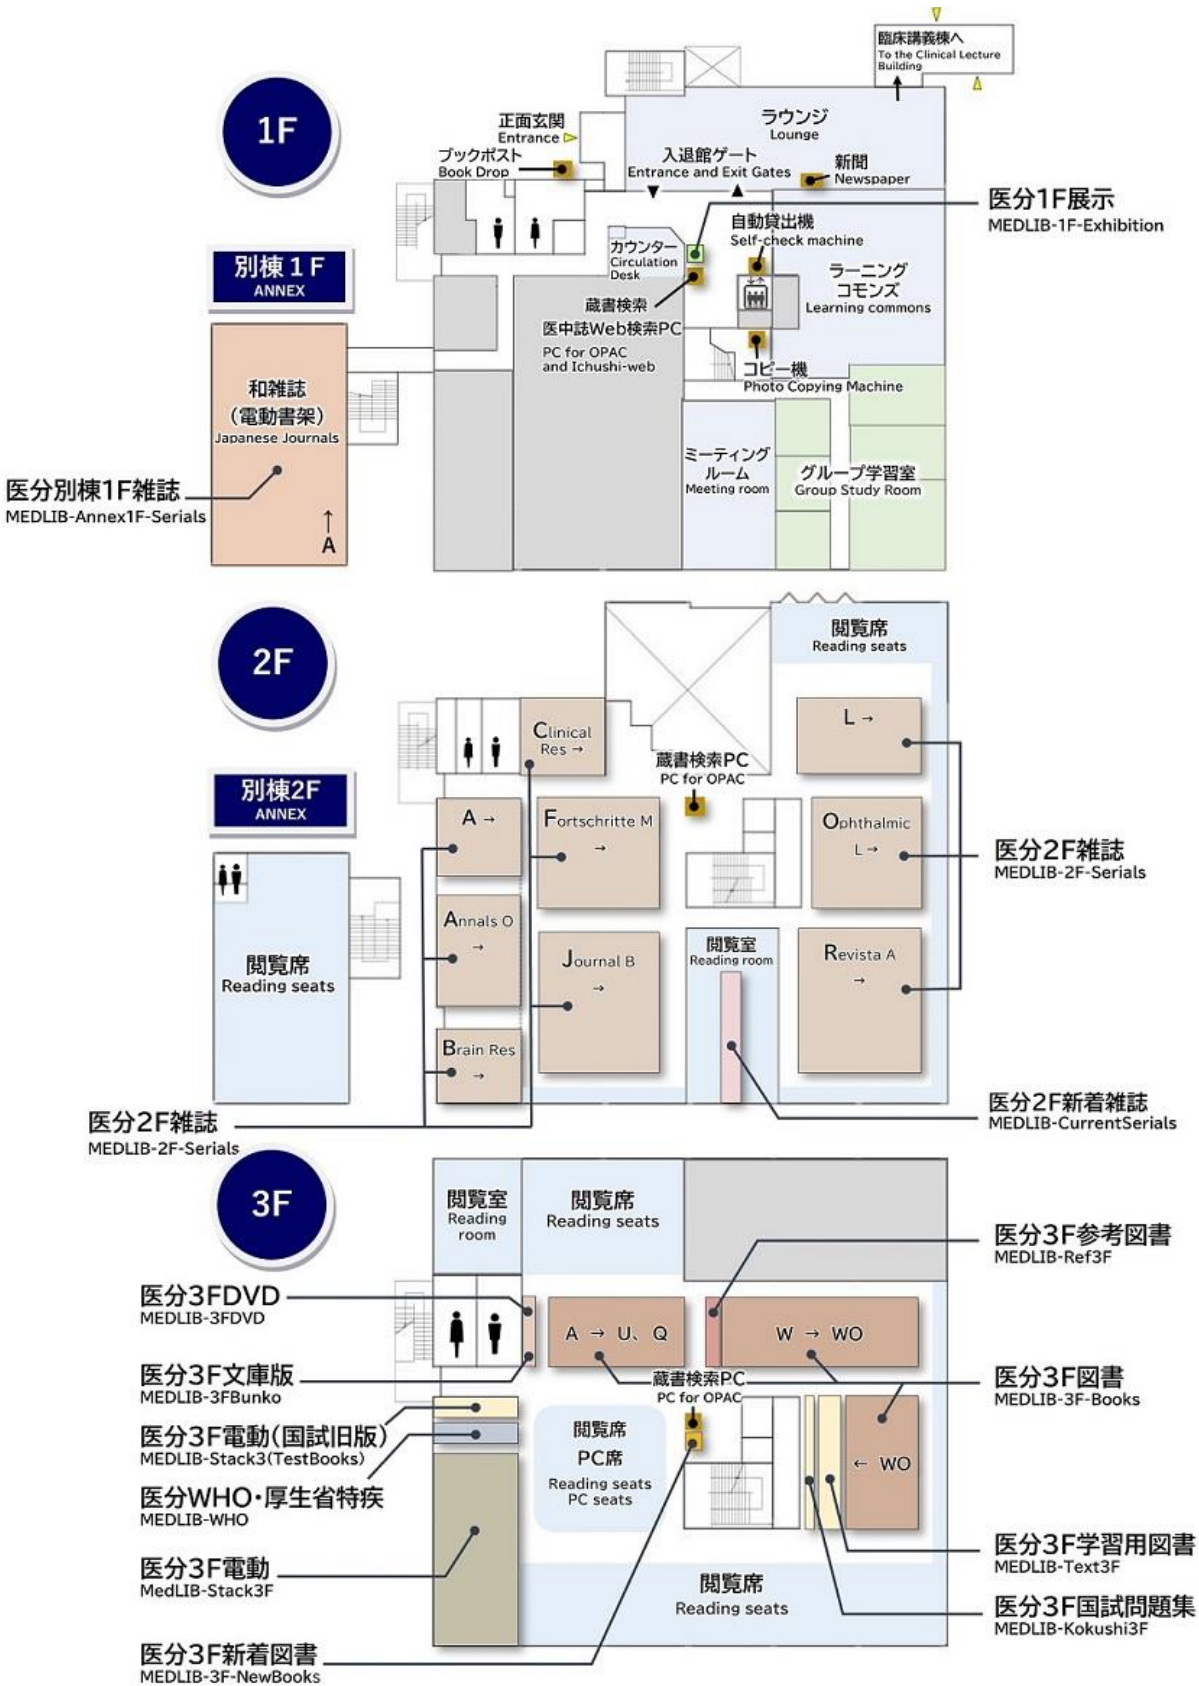 1F
臨床講義棟へ
To the Clinical Lecture
Building
ラウンジ
Lounge
正面玄関
Entrance
ブックポスト
Book Drop
入退館ゲート
Entrance and Exit Gates
新聞
Newspaper
医分1F展示
MEDLIB-1F-Exhibition
自動貸出機
Self-check machine
カウンター
Circulation
Desk
別棟1F
ANNEX
ラーニング
コモンズ
Learning commons
蔵書検索
医中誌Web検索PC
PC for OPAC
and Ichushi-web
コピー機
Photo Copying Machine
和雑誌
(電動書架)
Japanese Journals
ミーティング
ルーム
Meeting room
グループ学習室
Group Study Room
医分別棟1F雑誌
MEDLIB-Annex1F-Serials
↑
A
2F
閲覧席
Reading seats
Clinical
Res →
L →
蔵書検索PC
PC for OPAC
別棟2F
ANNEX
A →
Fortschritte M
→
Ophthalmic
L→
医分2F雑誌
MEDLIB-2F-Serials
閲覧席
Reading seats
Annals O
→
Journal B
→
閲覧室
Reading room
Revista A
→
Brain Res
→
医分2F雑誌
MEDLIB-2F-Serials
医分2F新着雑誌
MEDLIB-CurrentSerials
3F
閲覧室
Reading
room
閲覧席
Reading seats
医分3F参考図書
MEDLIB-Ref3F
医分3FDVD
MEDLIB-3FDVD
A → U、Q
W → WO
医分3F文庫版
MEDLIB-3FBunko
蔵書検索PC
PC for OPAC
医分3F図書
MEDLIB-3F-Books
医分3F電動(国試旧版)
MEDLIB-Stack3(TestBooks)
閲覧席
PC席
Reading seats
PC seats
← WO
医分WHO・厚生省特疾
MEDLIB-WHO
医分3F電動
MedLIB-Stack3F
医分3F学習用図書
MEDLIB-Text3F
閲覧席
Reading seats
医分3F国試問題集
MEDLIB-Kokushi3F
医分3F新着図書
MEDLIB-3F-NewBooks